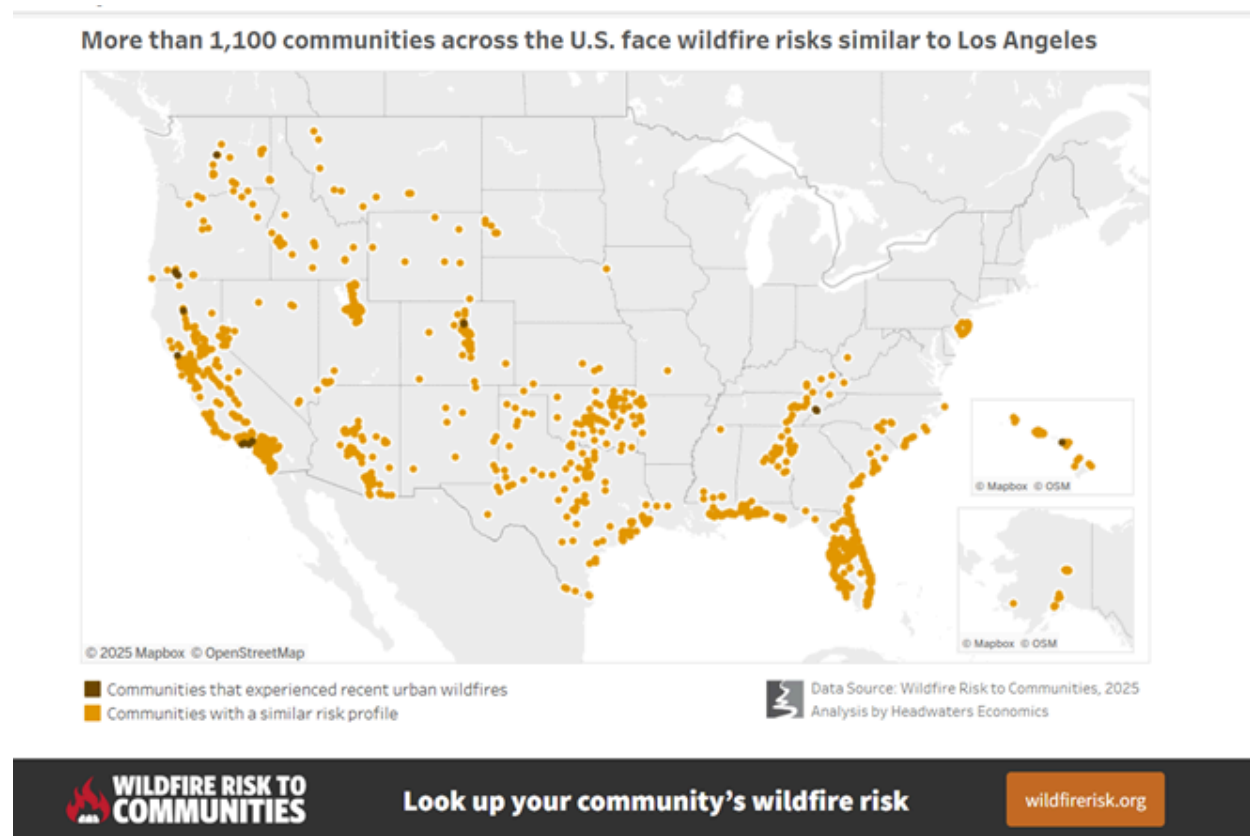 More than 1,100 communities across the U.S. face wildfire risks similar to Los Angeles
© Mapbox © OSM
© Mapbox © OSM
© 2025 Mapbox © OpenStreetMap
Communities that experienced recent urban wildfires
Communities with a similar risk profile
Data Source: Wildfire Risk to Communities, 2025
Analysis by Headwaters Economics
WILDFIRE RISK TO
COMMUNITIES
Look up your community’s wildfire risk
wildfirerisk.org